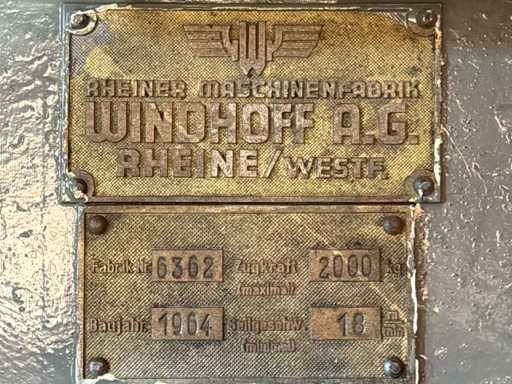 RHEINER MASCHINENFABRIK
WINDHOFF A.G.
RHEINE/WESTF.
Fabrik.Nr. 6362 Zugkraft 2000 kg
(maximal)
Baujahr 1964 Seilgeschw. 18 m/min
(minimal)